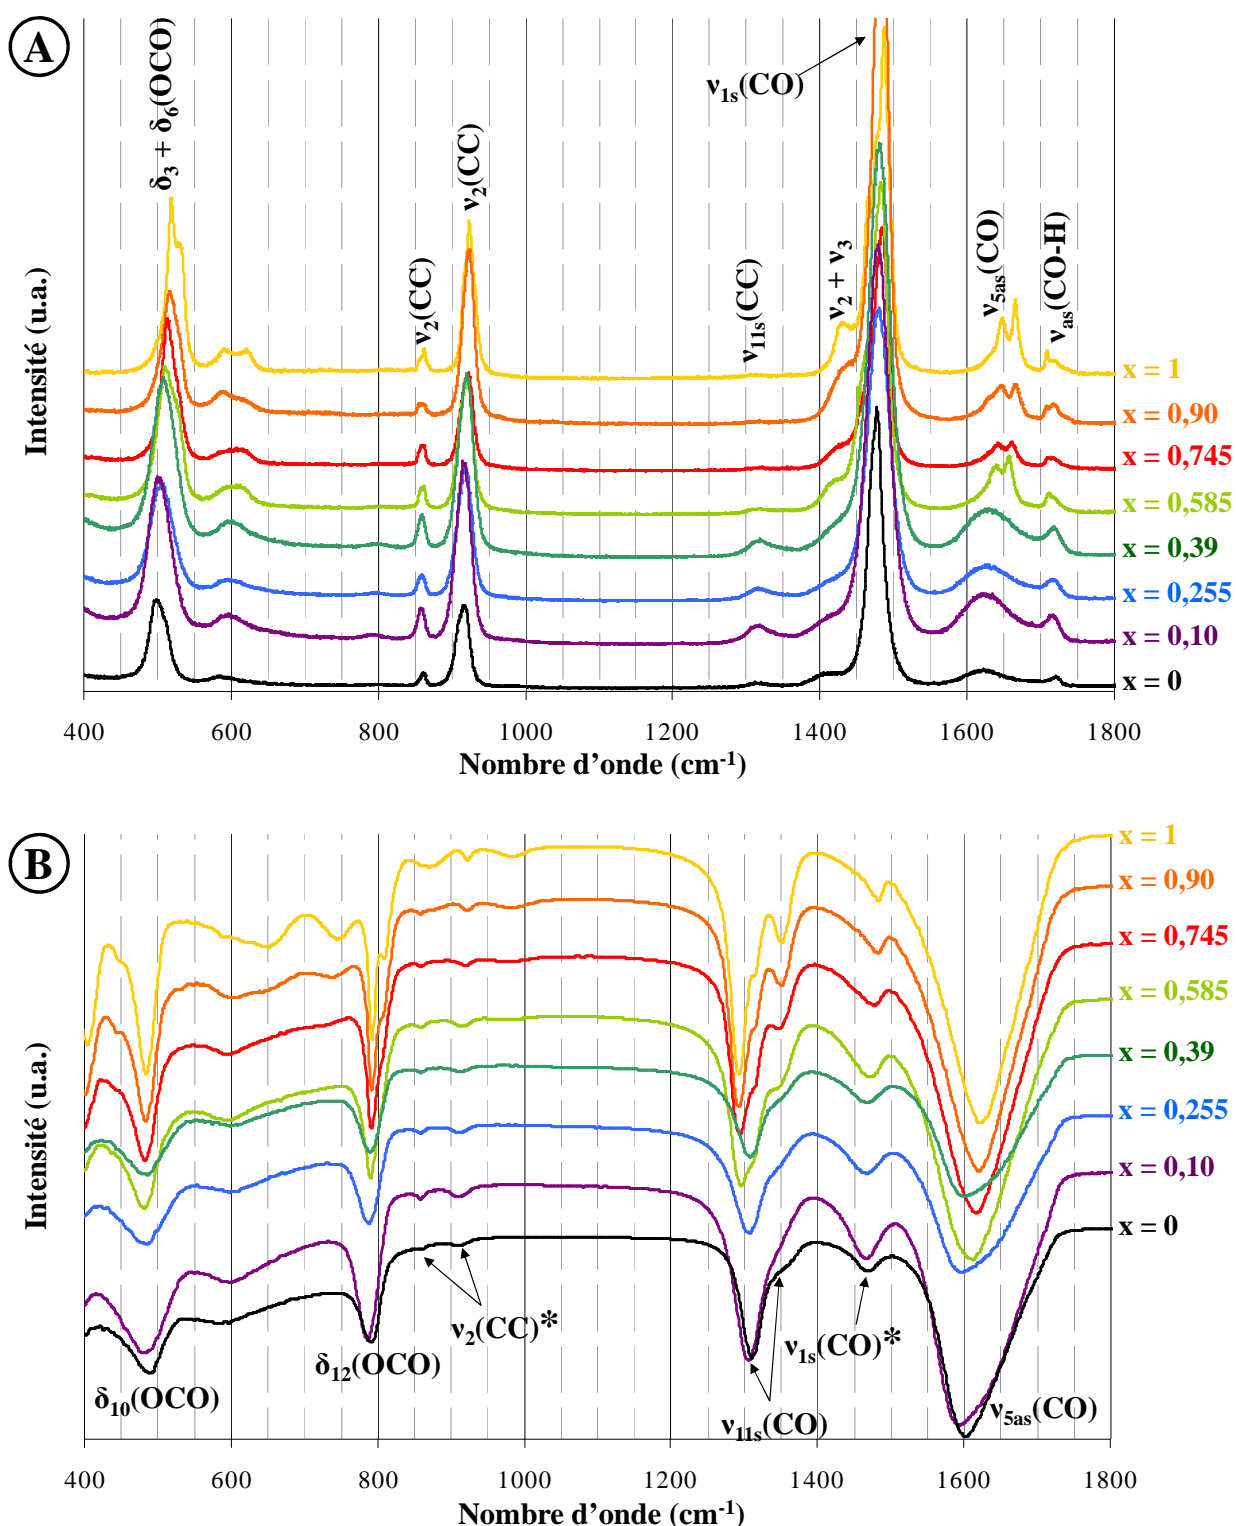 A
ν1s(CO)
δ3 + δ6(OCO)
ν2(CC)
ν2(CC)
ν11s(CC)
ν2 + ν3
ν5as(CO)
νas(CO-H)
Intensité (u.a.)
x = 1
x = 0,90
x = 0,745
x = 0,585
x = 0,39
x = 0,255
x = 0,10
x = 0
400 600 800 1000 1200 1400 1600 1800
Nombre d’onde (cm-1)
B
x = 1
x = 0,90
x = 0,745
x = 0,585
x = 0,39
x = 0,255
x = 0,10
x = 0
Intensité (u.a.)
ν2(CC)*
ν1s(CO)*
δ12(OCO)
δ10(OCO)
ν11s(CO)
ν5as(CO)
400 600 800 1000 1200 1400 1600 1800
Nombre d’onde (cm-1)